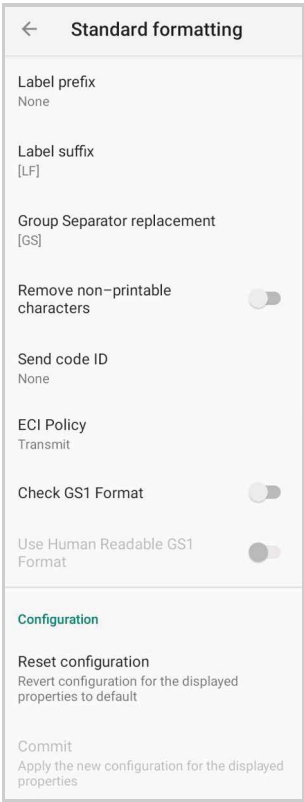 Standard formatting
Label prefix
None
Label suffix
[LF]
Group Separator replacement
[GS]
Remove non-printable
characters
Send code ID
None
ECI Policy
Transmit
Check GS1 Format
Use Human Readable GS1
Format
Configuration
Reset configuration
Revert configuration for the displayed
properties to default
Commit
Apply the new configuration for the displayed
properties